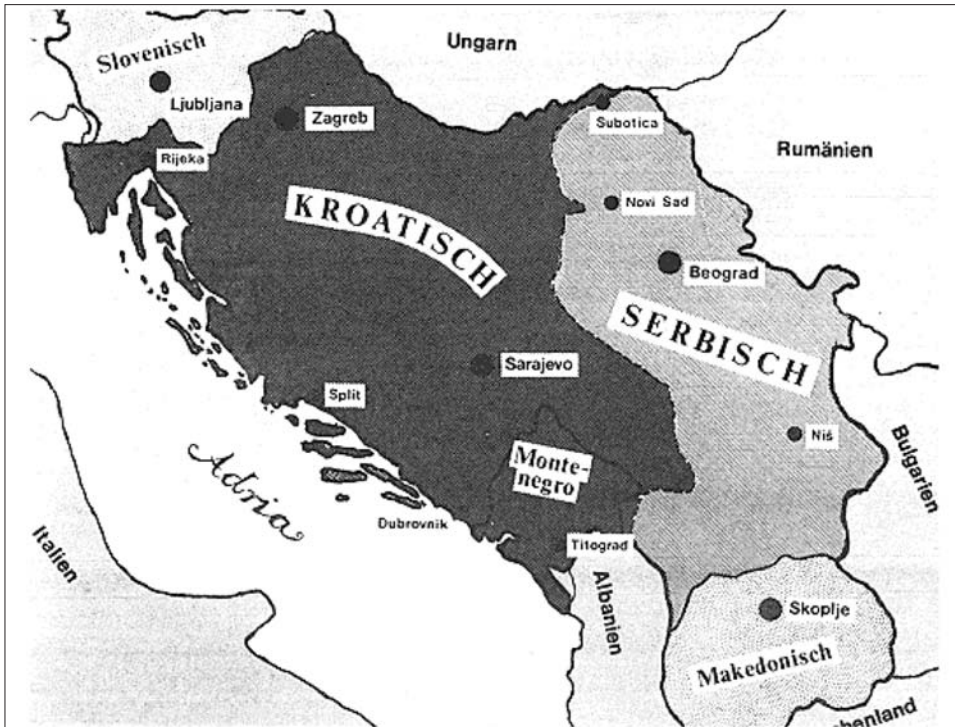 Ungarn
Slovenisch
Ljubljana
Zagreb
Subotica
Rumänien
Rijeka
Novi Sad
KROATISCH
Beograd
SERBISCH
Sarajevo
Split
Niš
Monte-
negro
Adria
Dubrovnik
Bulgarien
Titograd
Italien
Albanien
Skoplje
Makedonisch
chenland